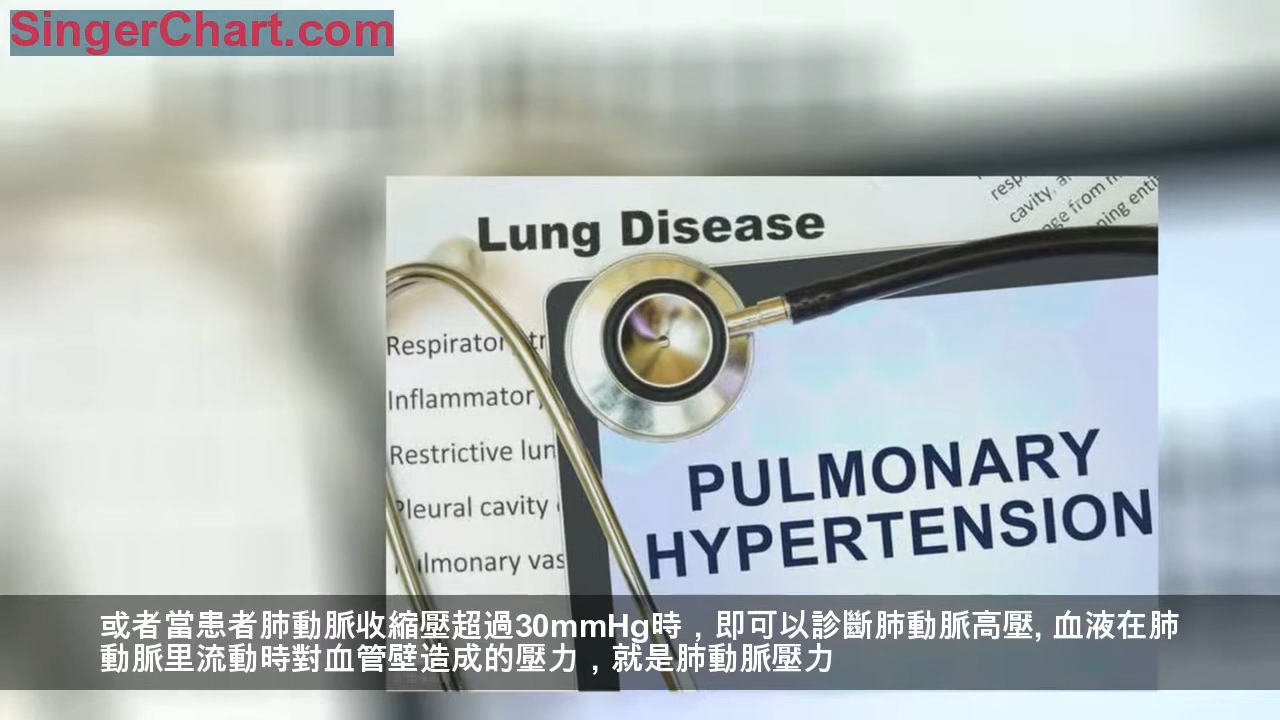 SingerChart.com
Lung Disease
cavity,
Respirator
Inflammator
Restrictive lun
Pleural cavity
Pulmonary vas
PULMONARY
HYPERTENSION
或者當患者肺動脈收縮壓超過30mmHg時，即可以診斷肺動脈高壓, 血液在肺
動脈里流動時對血管壁造成的壓力，就是肺動脈壓力